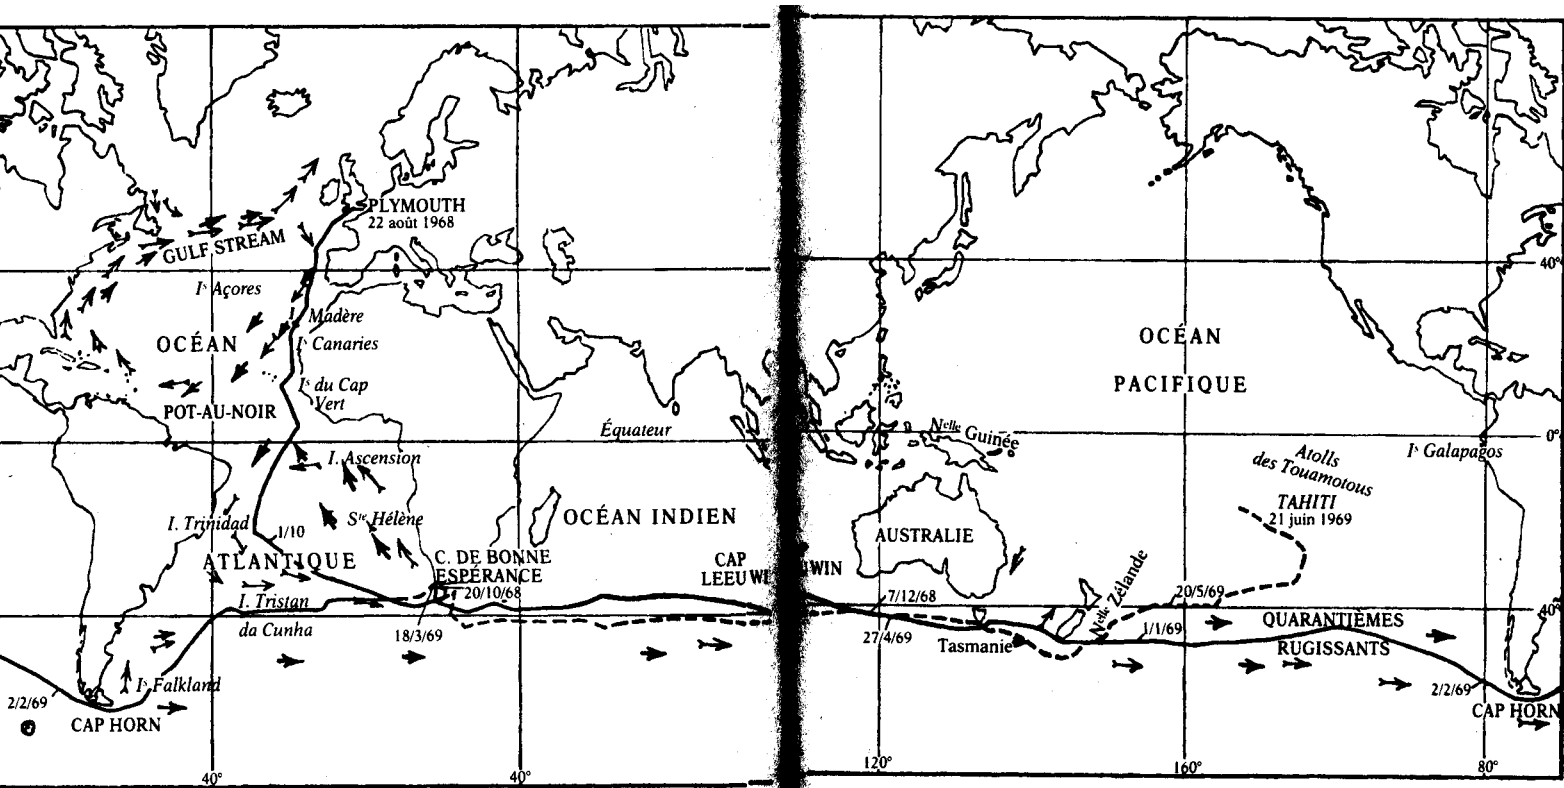 PLYMOUTH
22 août 1968
GULF STREAM
Is Açores
Madère
OCÉAN
Is Canaries
Is du Cap
Vert
POT-AU-NOIR
Équateur
I. Ascension
I. Trinidad
Ste Hélène
1/10
ATLANTIQUE
C. DE BONNE
ESPÉRANCE
20/10/68
I. Tristan
da Cunha
18/3/69
OCÉAN INDIEN
CAP
LEEUWI
Is Falkland
2/2/69
CAP HORN
40°
40°
40°
OCÉAN
PACIFIQUE
Nelle Guinée
0°
Is Galapagos
Atolls
des Touamotous
TAHITI
21 juin 1969
AUSTRALIE
UWIN
7/12/68
Nelle Zélande
20/5/69
40°
27/4/69
Tasmanie
1/1/69
QUARANTIÈMES
RUGISSANTS
2/2/69
CAP HORN
120°
160°
80°